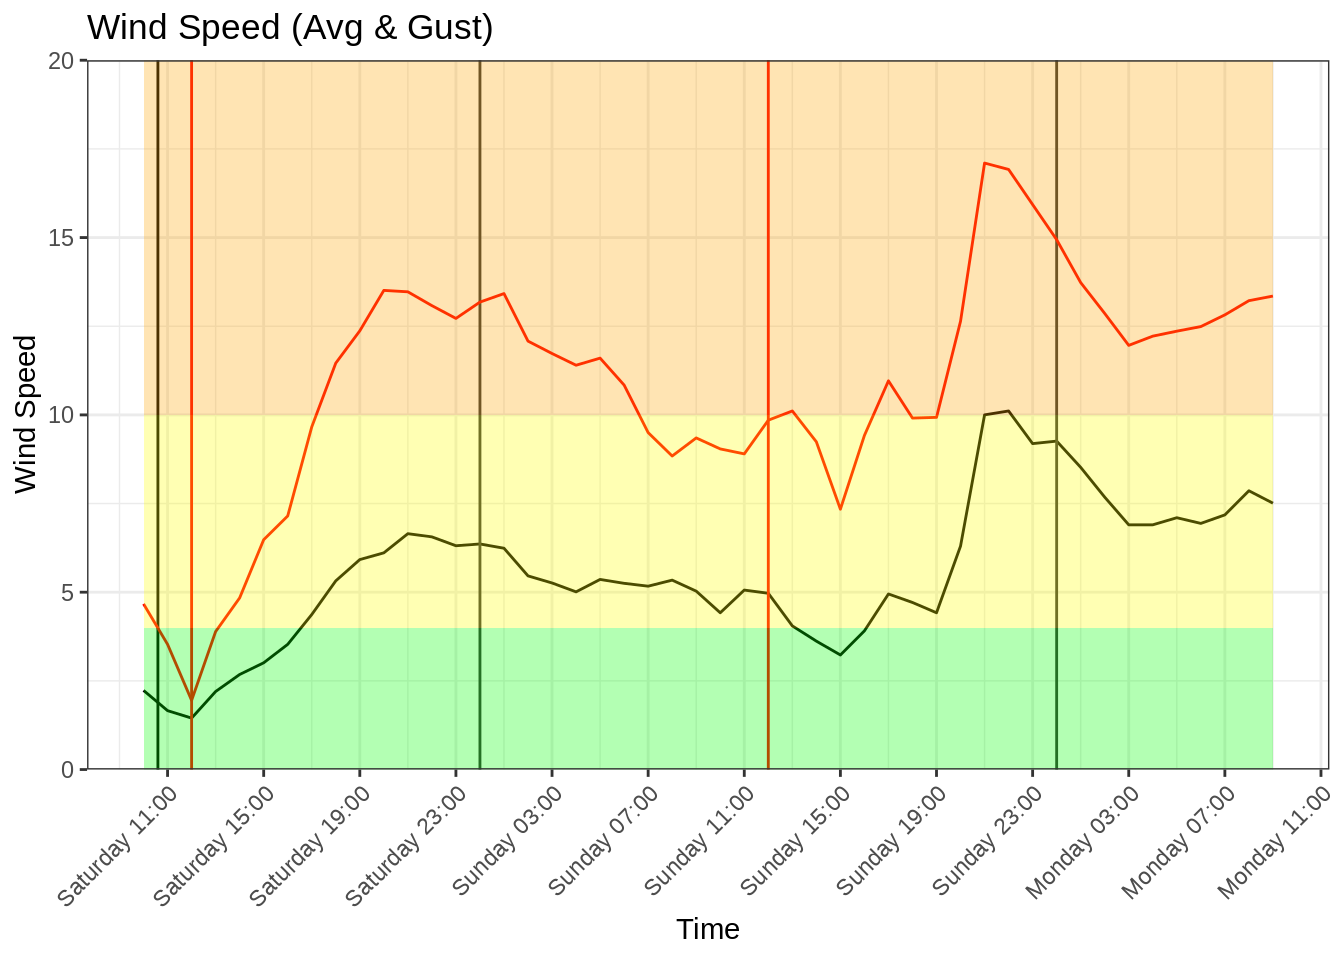 Wind Speed (Avg & Gust)
20
15
10
5
0
Wind Speed
Saturday 11:00
Saturday 15:00
Saturday 19:00
Saturday 23:00
Sunday 03:00
Sunday 07:00
Sunday 11:00
Sunday 15:00
Sunday 19:00
Sunday 23:00
Monday 03:00
Monday 07:00
Monday 11:00
Time